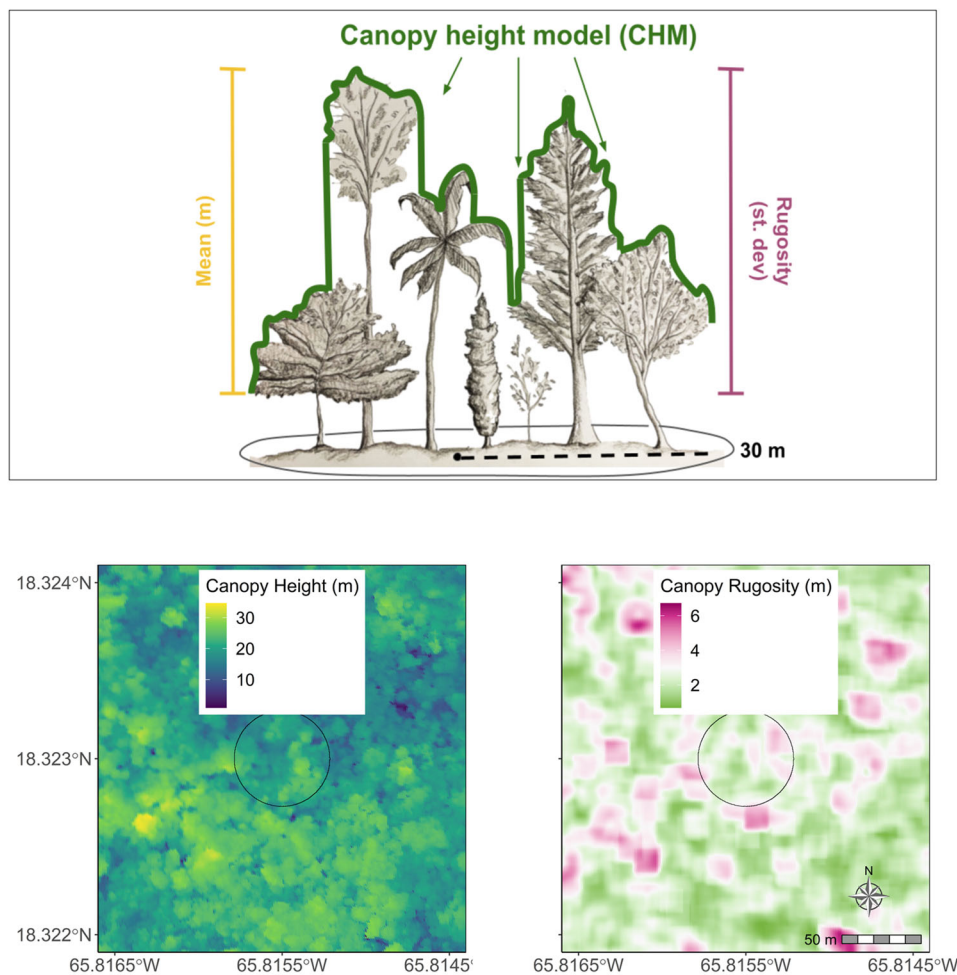 Canopy height model (CHM)
Mean (m)
Rugosity
(st. dev)
30 m
Canopy Height (m)
30
20
10
18.324°N
18.323°N
18.322°N
65.8165°W
65.8155°W
65.8145°
Canopy Rugosity (m)
6
4
2
N
50 m
65.8165°W
65.8155°W
65.8145°W